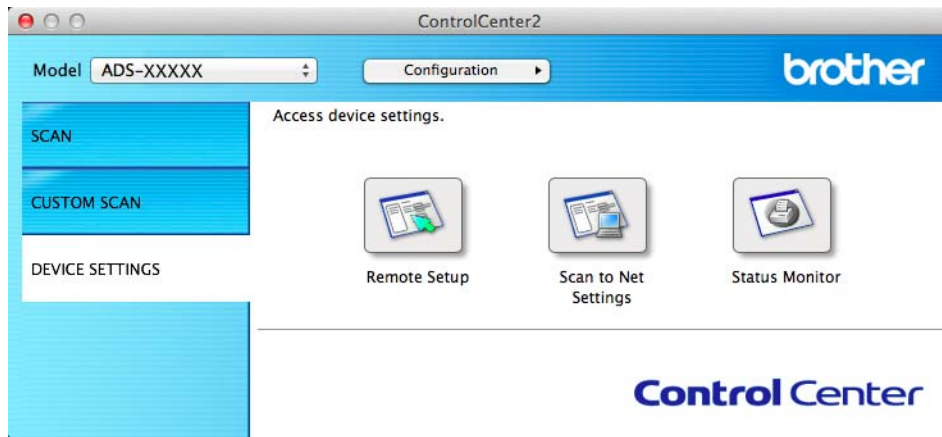 ControlCenter2
Model ADS-XXXXX Configuration brother
SCAN
CUSTOM SCAN
DEVICE SETTINGS
Access device settings.
Remote Setup
Scan to Net
Settings
Status Monitor
Control Center